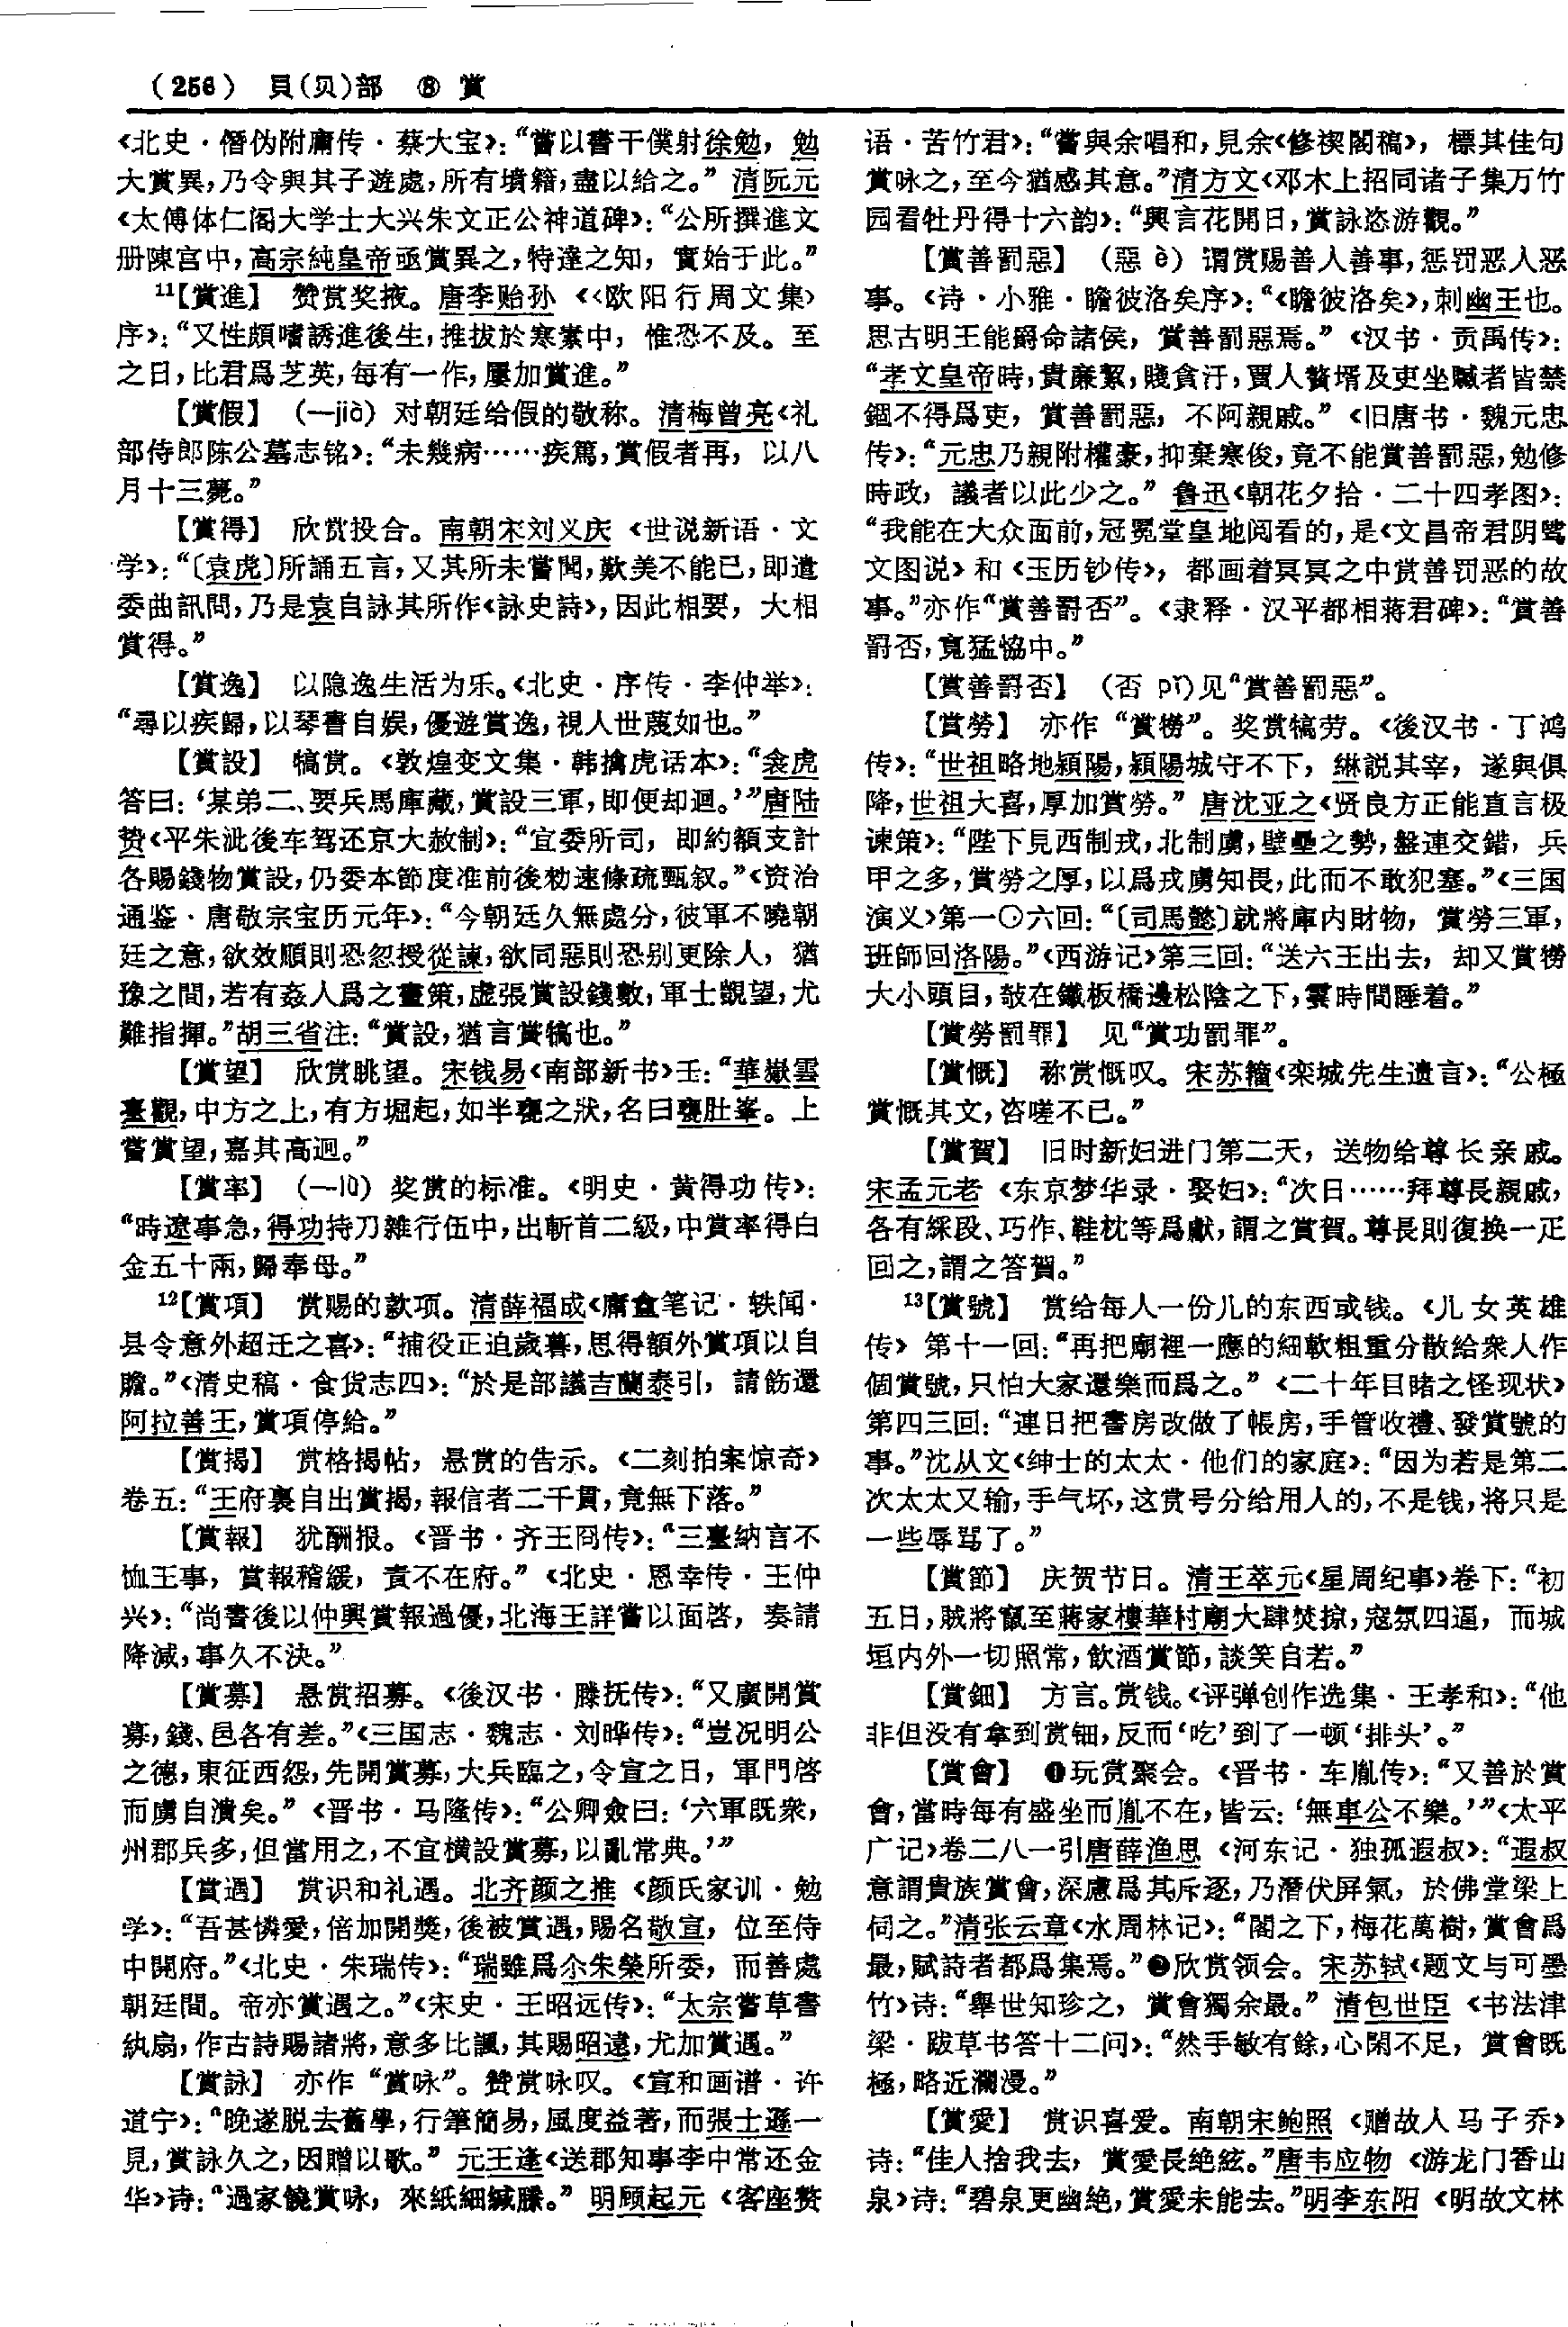 （256） 貝（贝）部 ⑧ 賞
《北史·僭伪附庸传·蔡大宝》：“嘗以書干僕射徐勉，勉
大賞異，乃令與其子遊處，所有墳籍，盡以給之。” 清阮元
《太傅体仁阁大学士大兴朱文正公神道碑》：“公所撰進文
册陳宫中，高宗純皇帝亟賞異之，特達之知，實始于此。”
11【賞進】 赞赏奖掖。唐李贻孙《〈欧阳行周文集〉
序》：“又性頗嗜誘進後生，推拔於寒素中，惟恐不及。至
之日，比君爲芝英，每有一作，屢加賞進。”
【賞假】 （—jià）对朝廷给假的敬称。清梅曾亮《礼
部侍郎陈公墓志铭》：“未幾病……疾篤，賞假者再，以八
月十三薨。”
【賞得】 欣赏投合。南朝宋刘义庆《世说新语·文
学》：“〔袁虎〕所誦五言，又其所未嘗聞，歎美不能已，即遣
委曲訊問，乃是袁自詠其所作《詠史詩》，因此相要，大相
賞得。”
【賞逸】 以隐逸生活为乐。《北史·序传·李仲举》：
“尋以疾歸，以琴書自娱，優遊賞逸，視人世蔑如也。”
【賞設】 犒赏。《敦煌变文集·韩擒虎话本》：“衾虎
答曰：‘某弟二、要兵馬庫藏，賞設三軍，即便却迴。’”唐陆
贽《平朱泚後车驾还京大赦制》：“宜委所司，即約額支計
各賜錢物賞設，仍委本節度准前後勑速條疏甄叙。”《资治
通鉴·唐敬宗宝历元年》：“今朝廷久無處分，彼軍不曉朝
廷之意，欲效順則恐忽授從諫，欲同惡則恐别更除人，猶
豫之間，若有姦人爲之畫策，虚張賞設錢數，軍士覬望，尤
難指揮。”胡三省注：“賞設，猶言賞犒也。”
【賞望】 欣赏眺望。宋钱易《南部新书》壬：“華嶽雲
臺觀，中方之上，有方堀起，如半甕之狀，名曰甕肚峯。上
嘗賞望，嘉其高迥。”
【賞率】 （—lǜ）奖赏的标准。《明史·黄得功传》：
“時遼事急，得功持刀雜行伍中，出斬首二級，中賞率得白
金五十兩，歸奉母。”
12【賞項】 赏赐的款项。清薛福成《庸盦笔记·轶闻·
县令意外超迁之喜》：“捕役正迫歲暮，思得額外賞項以自
贍。”《清史稿·食货志四》：“於是部議吉蘭泰引，請飭還
阿拉善王，賞項停給。”
【賞揭】 赏格揭帖，悬赏的告示。《二刻拍案惊奇》
卷五：“王府裏自出賞揭，報信者二千貫，竟無下落。”
【賞報】 犹酬报。《晋书·齐王冏传》：“三臺納言不
恤王事，賞報稽緩，責不在府。”《北史·恩幸传·王仲
兴》：“尚書後以仲興賞報過優，北海王詳嘗以面啓，奏請
降減，事久不決。”
【賞募】 悬赏招募。《後汉书·滕抚传》：“又廣開賞
募，錢、邑各有差。”《三国志·魏志·刘晔传》：“豈况明公
之德，東征西怨，先開賞募，大兵臨之，令宣之日，軍門啓
而虜自潰矣。”《晋书·马隆传》：“公卿僉曰：‘六軍既衆，
州郡兵多，但當用之，不宜横設賞募，以亂常典。’”
【賞遇】 赏识和礼遇。北齐颜之推《颜氏家训·勉
学》：“吾甚憐愛，倍加開獎，後被賞遇，賜名敬宣，位至侍
中開府。”《北史·朱瑞传》：“瑞雖爲尒朱榮所委，而善處
朝廷間。帝亦賞遇之。”《宋史·王昭远传》：“太宗嘗草書
紈扇，作古詩賜諸將，意多比諷，其賜昭遠，尤加賞遇。”
【賞詠】 亦作“賞咏”。赞赏咏叹。《宣和画谱·许
道宁》：“晚遂脱去舊學，行筆簡易，風度益著，而張士遜一
見，賞詠久之，因贈以歌。” 元王逢《送郡知事李中常还金
华》诗：“過家饒賞咏，來紙細緘縢。” 明顾起元《客座赘
语·苦竹君》：“嘗與余唱和，見余《修禊閣稿》，標其佳句
賞咏之，至今猶感其意。”清方文《邓木上招同诸子集万竹
园看牡丹得十六韵》：“興言花開日，賞詠恣游觀。”
【賞善罰惡】 （惡 è）谓赏赐善人善事，惩罚恶人恶
事。《诗·小雅·瞻彼洛矣序》：“《瞻彼洛矣》，刺幽王也。
思古明王能爵命諸侯，賞善罰惡焉。”《汉书·贡禹传》：
“孝文皇帝時，貴廉絜，賤貪汙，賈人贅壻及吏坐贓者皆禁
錮不得爲吏，賞善罰惡，不阿親戚。”《旧唐书·魏元忠
传》：“元忠乃親附權豪，抑棄寒俊，竟不能賞善罰惡，勉修
時政，議者以此少之。” 鲁迅《朝花夕拾·二十四孝图》：
“我能在大众面前，冠冕堂皇地阅看的，是《文昌帝君阴骘
文图说》和《玉历钞传》，都画着冥冥之中赏善罚恶的故
事。”亦作“賞善罸否”。《隶释·汉平都相蒋君碑》：“賞善
罸否，寬猛協中。”
【賞善罸否】 （否 pǐ）见“賞善罰惡”。
【賞勞】 亦作“賞𢭏”。奖赏犒劳。《後汉书·丁鸿
传》：“世祖略地潁陽，潁陽城守不下，綝説其宰，遂與俱
降，世祖大喜，厚加賞勞。” 唐沈亚之《贤良方正能直言极
谏策》：“陛下見西制戎，北制虜，壁壘之勢，盤連交錯，兵
甲之多，賞勞之厚，以爲戎虜知畏，此而不敢犯塞。”《三国
演义》第一〇六回：“〔司馬懿〕就將庫内財物，賞勞三軍，
班師回洛陽。”《西游记》第三回：“送六王出去，却又賞𢭏
大小頭目，攲在鐵板橋邊松陰之下，霎時間睡着。”
【賞勞罰罪】 见“賞功罰罪”。
【賞慨】 称赏慨叹。宋苏籀《栾城先生遗言》：“公極
賞慨其文，咨嗟不已。”
【賞賀】 旧时新妇进门第二天，送物给尊长亲戚。
宋孟元老《东京梦华录·娶妇》：“次日……拜尊長親戚，
各有綵段、巧作、鞋枕等爲獻，謂之賞賀。尊長則復换一疋
回之，謂之答賀。”
13【賞號】 赏给每人一份儿的东西或钱。《儿女英雄
传》第十一回：“再把廟裡一應的細軟粗重分散給衆人作
個賞號，只怕大家還樂而爲之。”《二十年目睹之怪现状》
第四三回：“連日把書房改做了帳房，手管收禮、發賞號的
事。”沈从文《绅士的太太·他们的家庭》：“因为若是第二
次太太又输，手气坏，这赏号分给用人的，不是钱，将只是
一些辱骂了。”
【賞節】 庆贺节日。清王萃元《星周纪事》卷下：“初
五日，賊將竄至蔣家樓華村廟大肆焚掠，寇氛四逼，而城
垣内外一切照常，飲酒賞節，談笑自若。”
【賞鈿】 方言。赏钱。《评弹创作选集·王孝和》：“他
非但没有拿到赏钿，反而‘吃’到了一顿‘排头’。”
【賞會】 ❶玩赏聚会。《晋书·车胤传》：“又善於賞
會，當時每有盛坐而胤不在，皆云：‘無車公不樂。’”《太平
广记》卷二八一引唐薛渔思《河东记·独孤遐叔》：“遐叔
意謂貴族賞會，深慮爲其斥逐，乃潛伏屏氣，於佛堂梁上
伺之。”清张云章《水周林记》：“閣之下，梅花萬樹，賞會爲
最，賦詩者都爲集焉。”❷欣赏领会。宋苏轼《题文与可墨
竹》诗：“舉世知珍之，賞會獨余最。” 清包世臣《书法津
梁·跋草书答十二问》：“然手敏有餘，心閑不足，賞會既
極，略近瀾漫。”
【賞愛】 赏识喜爱。南朝宋鲍照《赠故人马子乔》
诗：“佳人捨我去，賞愛長绝絃。”唐韦应物《游龙门香山
泉》诗：“碧泉更幽绝，賞愛未能去。”明李东阳《明故文林